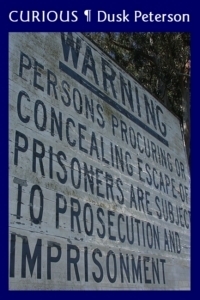 CURIOUS ¶ Dusk Peterson
WARNING
PERSONS PROCURING OR
CONCEALING ESCAPE OF
PRISONERS ARE SUBJECT
TO PROSECUTION AND
IMPRISONMENT